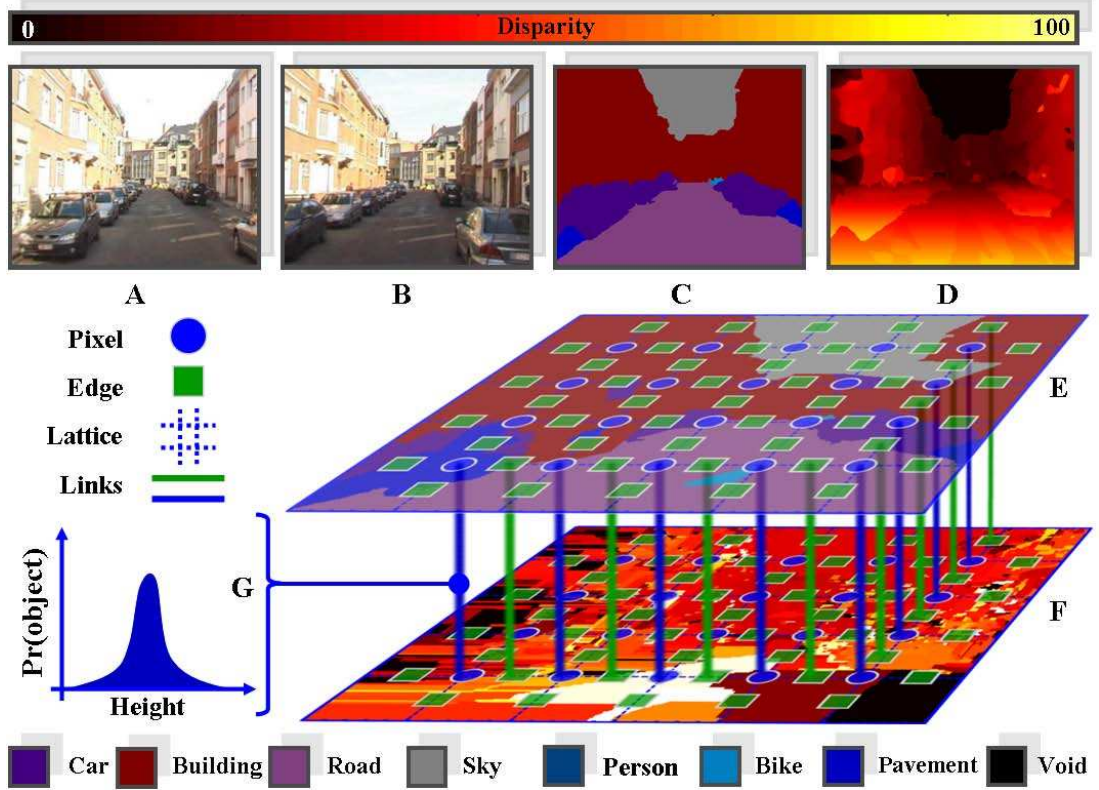 0 Disparity 100
A B C D
Pixel
Edge
Lattice
Links
E
F
G
Pr(object)
Height
Car Building Road Sky Person Bike Pavement Void